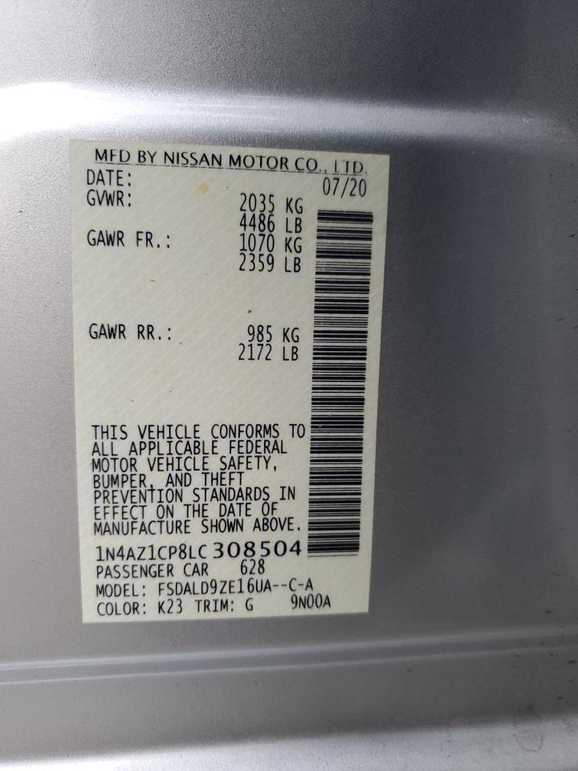 MFD BY NISSAN MOTOR CO., LTD.
DATE: 07/20
GVWR: 2035 KG
4486 LB
GAWR FR.: 1070 KG
2359 LB
GAWR RR.: 985 KG
2172 LB
THIS VEHICLE CONFORMS TO
ALL APPLICABLE FEDERAL
MOTOR VEHICLE SAFETY,
BUMPER, AND THEFT
PREVENTION STANDARDS IN
EFFECT ON THE DATE OF
MANUFACTURE SHOWN ABOVE.
1N4AZ1CP8LC308504
PASSENGER CAR 628
MODEL: FSDALD9ZE16UA--C-A
COLOR: K23 TRIM: G 9N00A